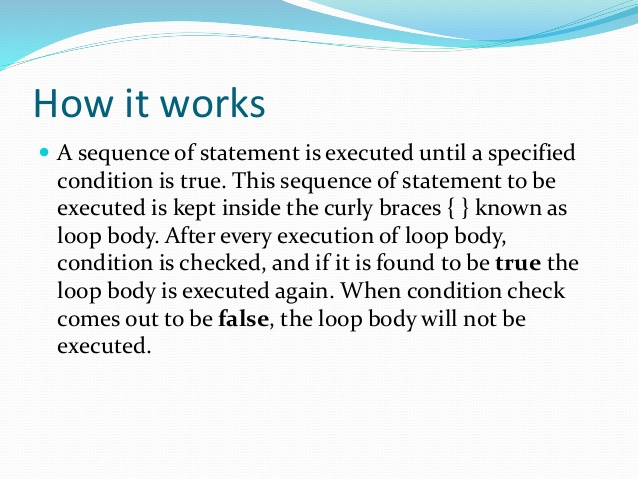 How it works
• A sequence of statement is executed until a specified
condition is true. This sequence of statement to be
executed is kept inside the curly braces { } known as
loop body. After every execution of loop body,
condition is checked, and if it is found to be true the
loop body is executed again. When condition check
comes out to be false, the loop body will not be
executed.